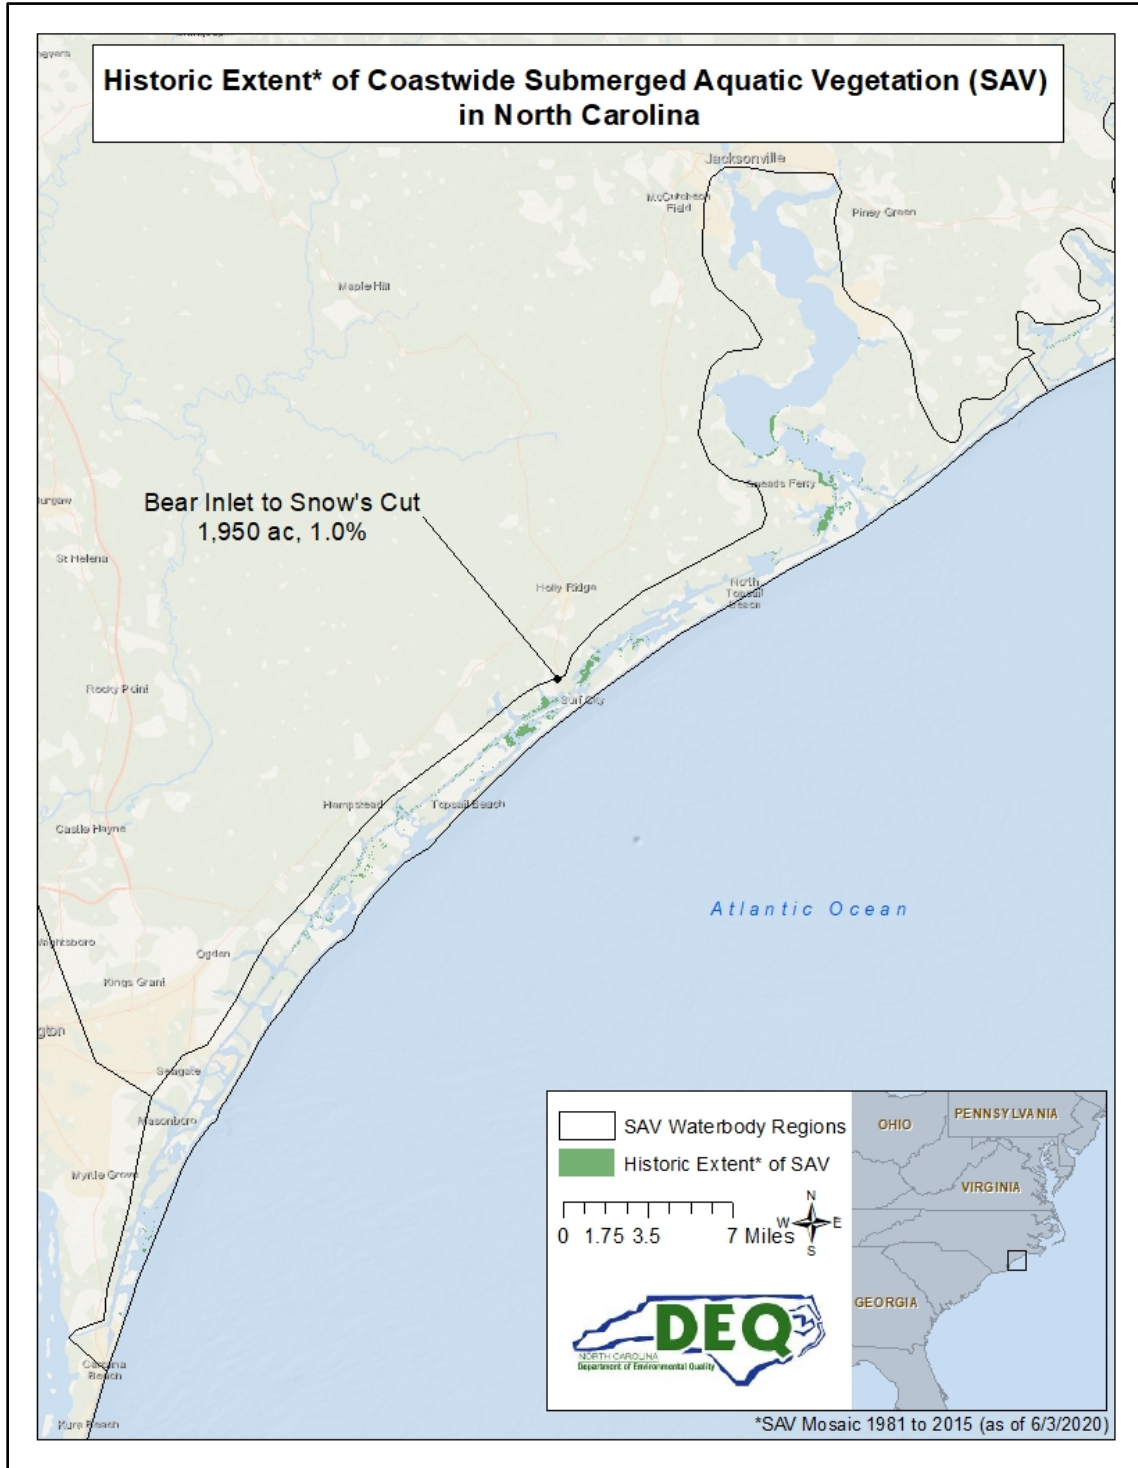 Historic Extent* of Coastwide Submerged Aquatic Vegetation (SAV)
in North Carolina
Jacksonville
McCutcheon
Field
Piney Green
Maple Hill
Bear Inlet to Snow's Cut
1,950 ac, 1.0%
Sneads Ferry
St Helena
Holly Ridge
North
Topsail
Beach
Rocky Point
Surf City
Hampstead
Topsail Beach
Castle Hayne
Atlantic Ocean
Ogden
Kings Grant
Seagate
Masonboro
Myrtle Grove
Carolina
Beach
Kure Beach
SAV Waterbody Regions
Historic Extent* of SAV
N
W E
S
0 1.75 3.5 7 Miles
DEQ
NORTH CAROLINA
Department of Environmental Quality
OHIO
PENNSYLVANIA
VIRGINIA
GEORGIA
*SAV Mosaic 1981 to 2015 (as of 6/3/2020)